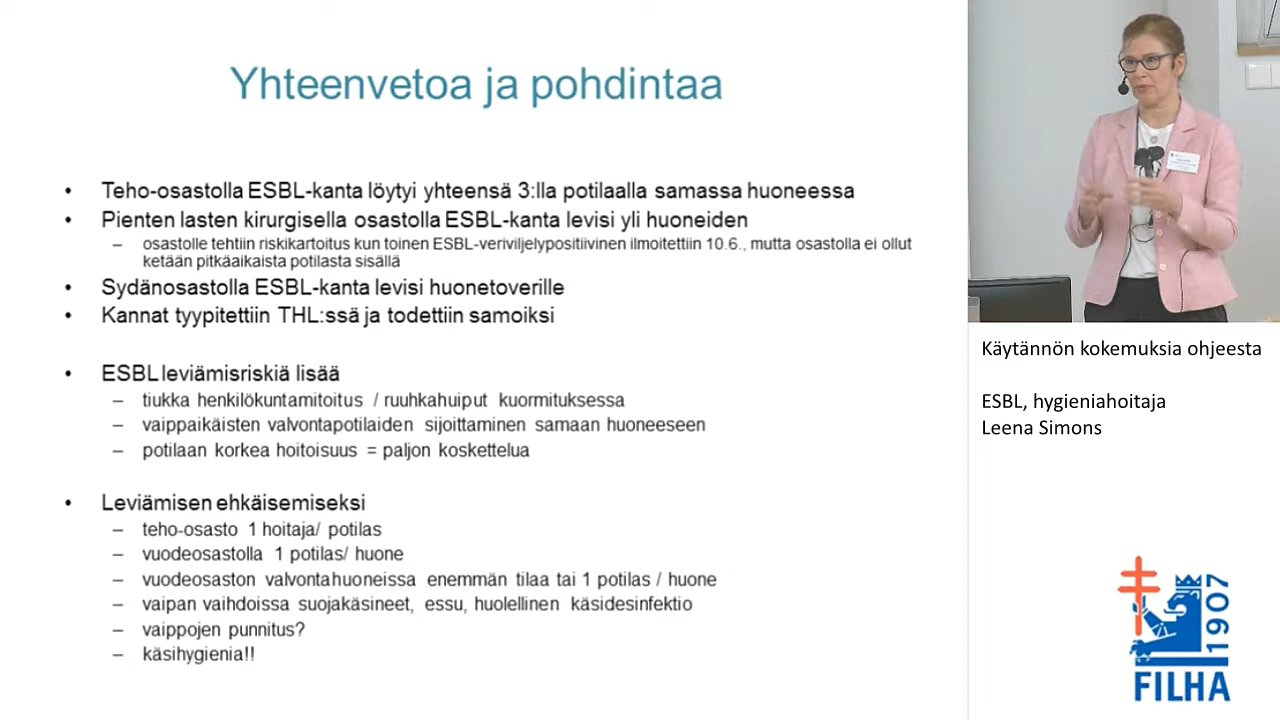 Yhteenvetoa ja pohdintaa
• Teho-osastolla ESBL-kanta löytyi yhteensä 3:lla potilaalla samassa huoneessa
• Pienten lasten kirurgisella osastolla ESBL-kanta levisi yli huoneiden
– osastolle tehtiin riskikartoitus kun toinen ESBL-veriviljelypositiivinen ilmoitettiin 10.6., mutta osastolla ei ollut
ketään pitkäaikaista potilasta sisällä
• Sydänosastolla ESBL-kanta levisi huonetoverille
• Kannat tyypitettiin THL:ssä ja todettiin samoiksi
• ESBL leviämisriskiä lisää
– tiukka henkilökuntamitoitus / ruuhkahuiput kuormituksessa
– vaippaikäisten valvontapotilaiden sijoittaminen samaan huoneeseen
– potilaan korkea hoitoisuus = paljon koskettelua
• Leviämisen ehkäisemiseksi
– teho-osasto 1 hoitaja/ potilas
– vuodeosastolla 1 potilas/ huone
– vuodeosaston valvontahuoneissa enemmän tilaa tai 1 potilas / huone
– vaipan vaihdoissa suojakäsineet, essu, huolellinen käsidesinfektio
– vaippojen punnitus?
– käsihygienia!!
Käytännön kokemuksia ohjeesta
ESBL, hygieniahoitaja
Leena Simons
1907
FILHA